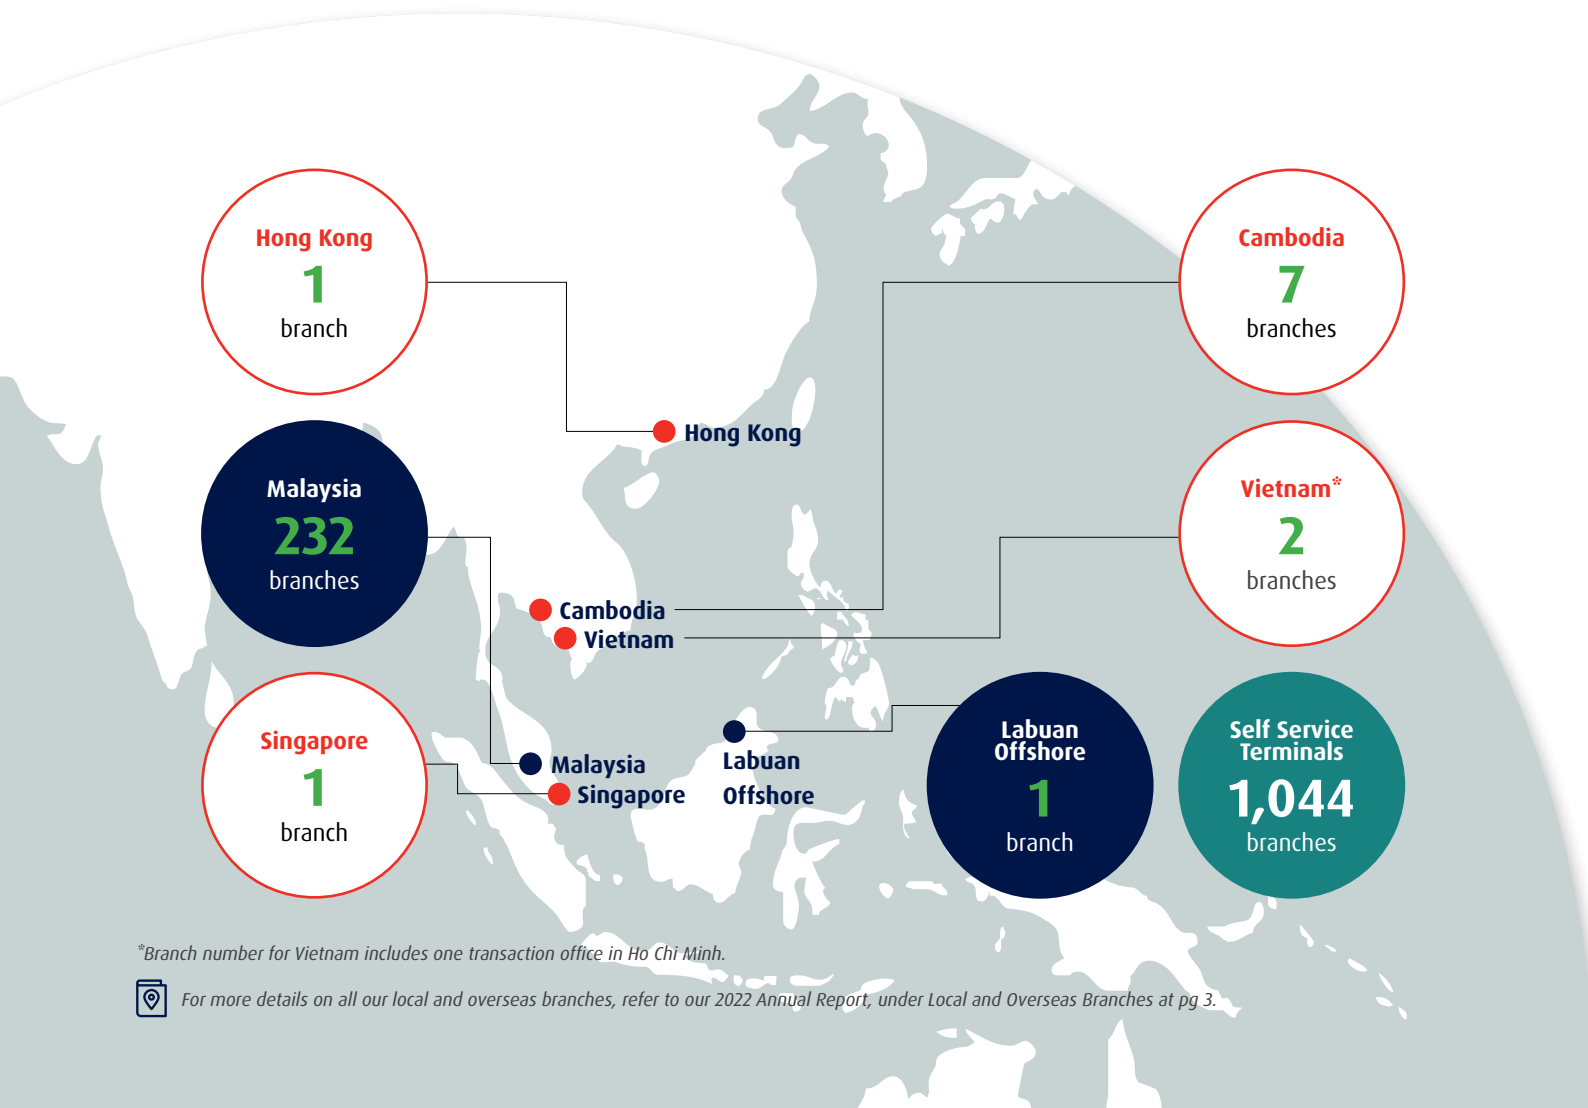 Hong Kong
1
branch
Cambodia
7
branches
Hong Kong
Malaysia
232
branches
Vietnam*
2
branches
Cambodia
Vietnam
Singapore
1
branch
Malaysia
Singapore
Labuan
Offshore
Labuan
Offshore
1
branch
Self Service
Terminals
1,044
branches
*Branch number for Vietnam includes one transaction office in Ho Chi Minh.
For more details on all our local and overseas branches, refer to our 2022 Annual Report, under Local and Overseas Branches at pg 3.